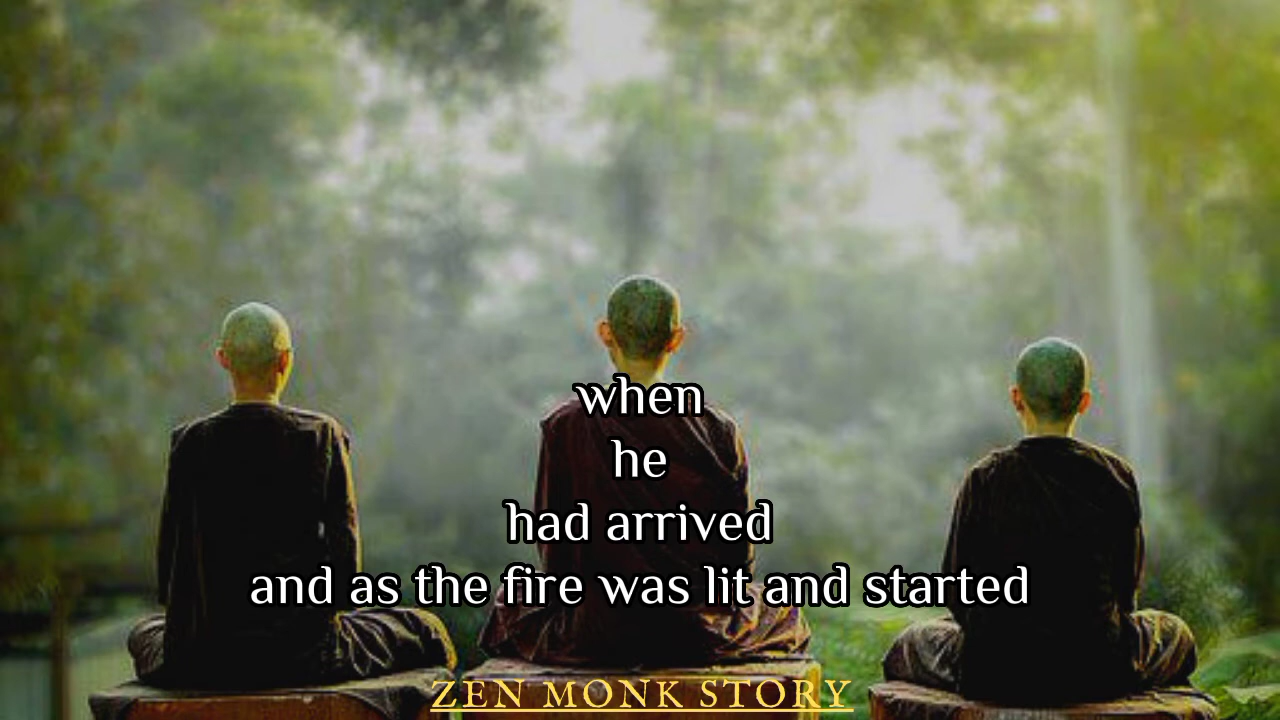 when
he
had arrived
and as the fire was lit and started
ZEN MONK STORY